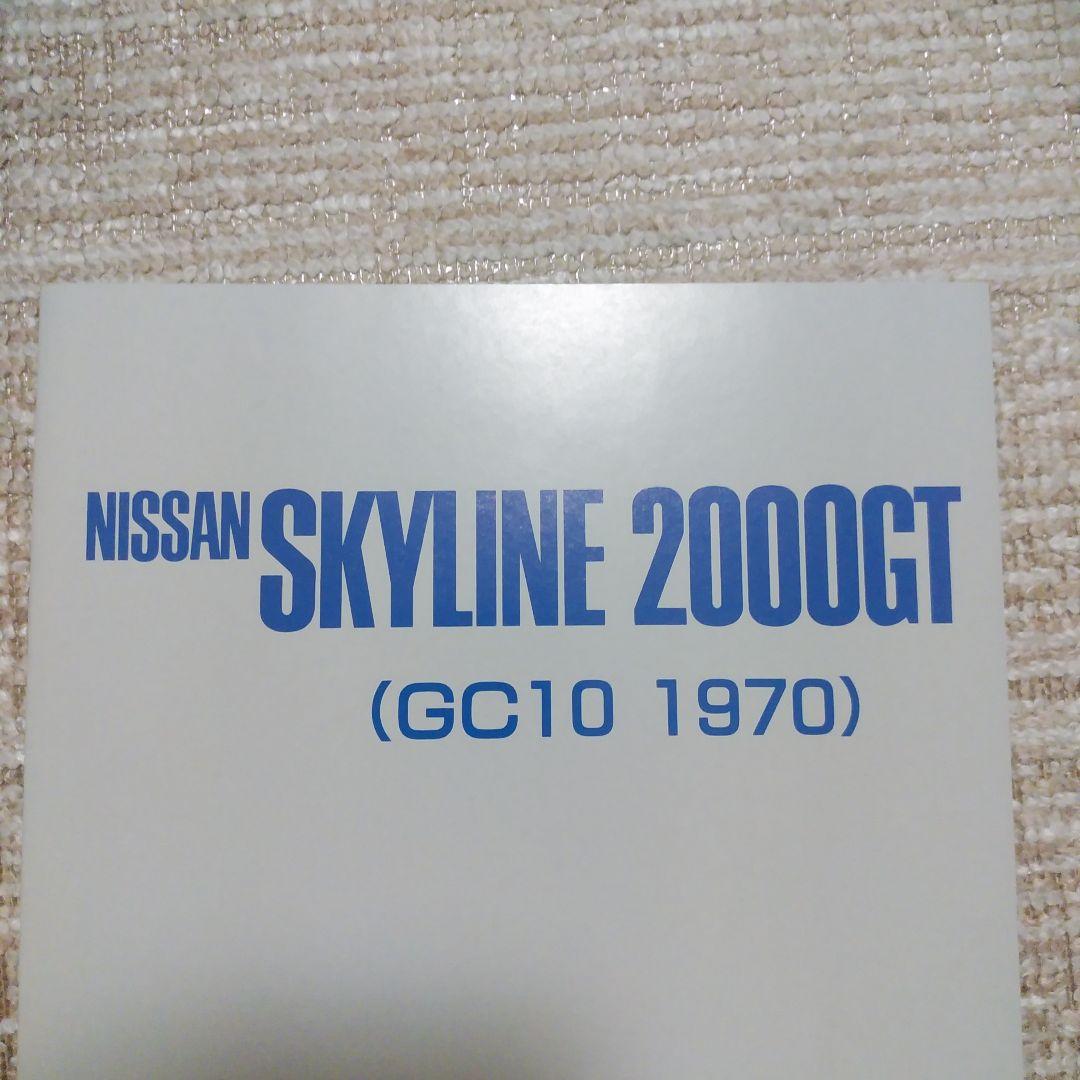 NISSAN SKYLINE 2000GT
(GC10 1970)